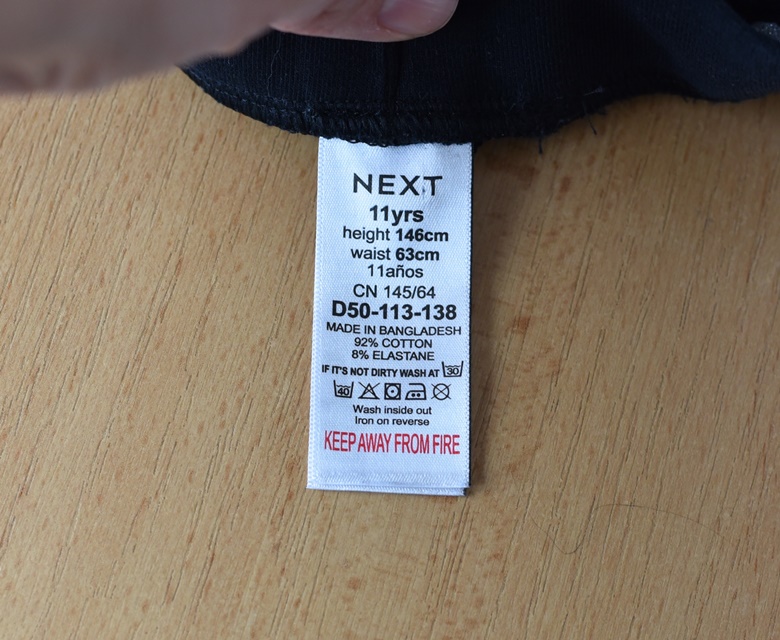 NEXT
11yrs
height 146cm
waist 63cm
11años
CN 145/64
D50-113-138
MADE IN BANGLADESH
92% COTTON
8% ELASTANE
IF IT'S NOT DIRTY WASH AT 30
40
Wash inside out
Iron on reverse
KEEP AWAY FROM FIRE